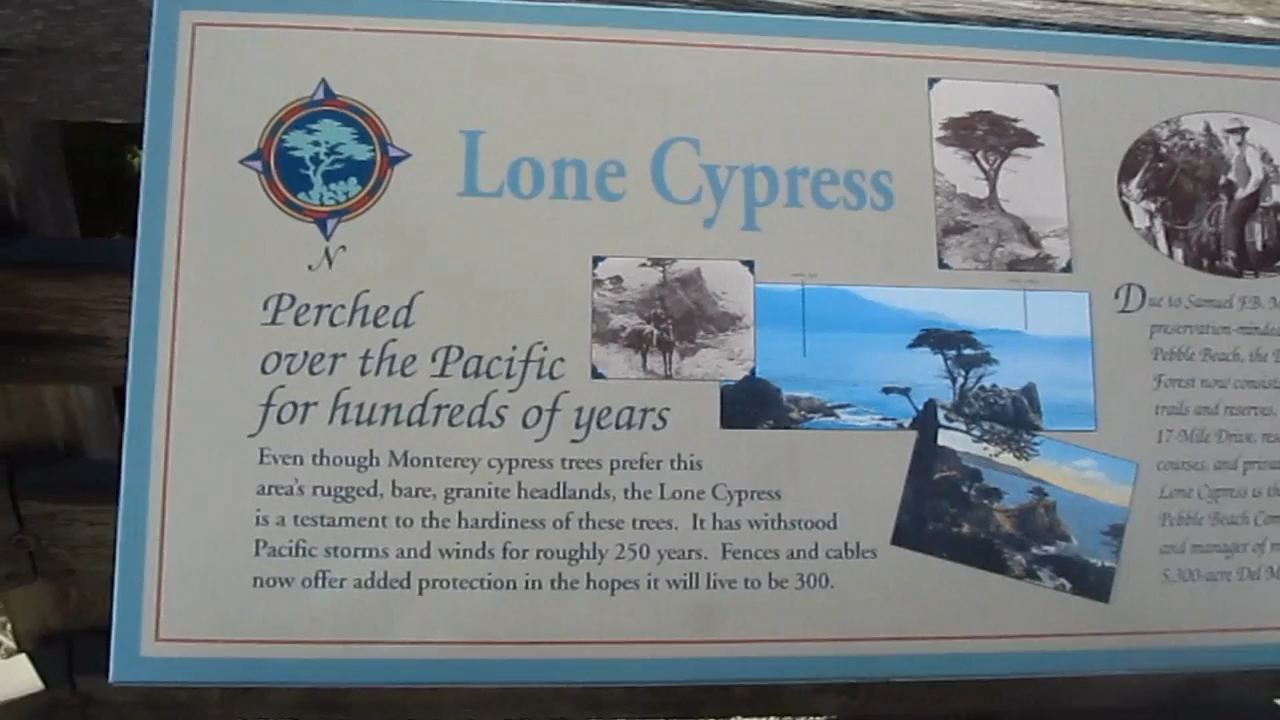 Lone Cypress
N
Perched
over the Pacific
for hundreds of years
Even though Monterey cypress trees prefer this
area's rugged, bare, granite headlands, the Lone Cypress
is a testament to the hardiness of these trees. It has withstood
Pacific storms and winds for roughly 250 years. Fences and cables
now offer added protection in the hopes it will live to be 300.
Due to Samuel F.B.
preservation-minded
Pebble Beach, the
Forest now
trails and reserves,
17-Mile Drive,
courses, and
Lone Cypress is
Pebble Beach
and manager of
5,300-acre Del